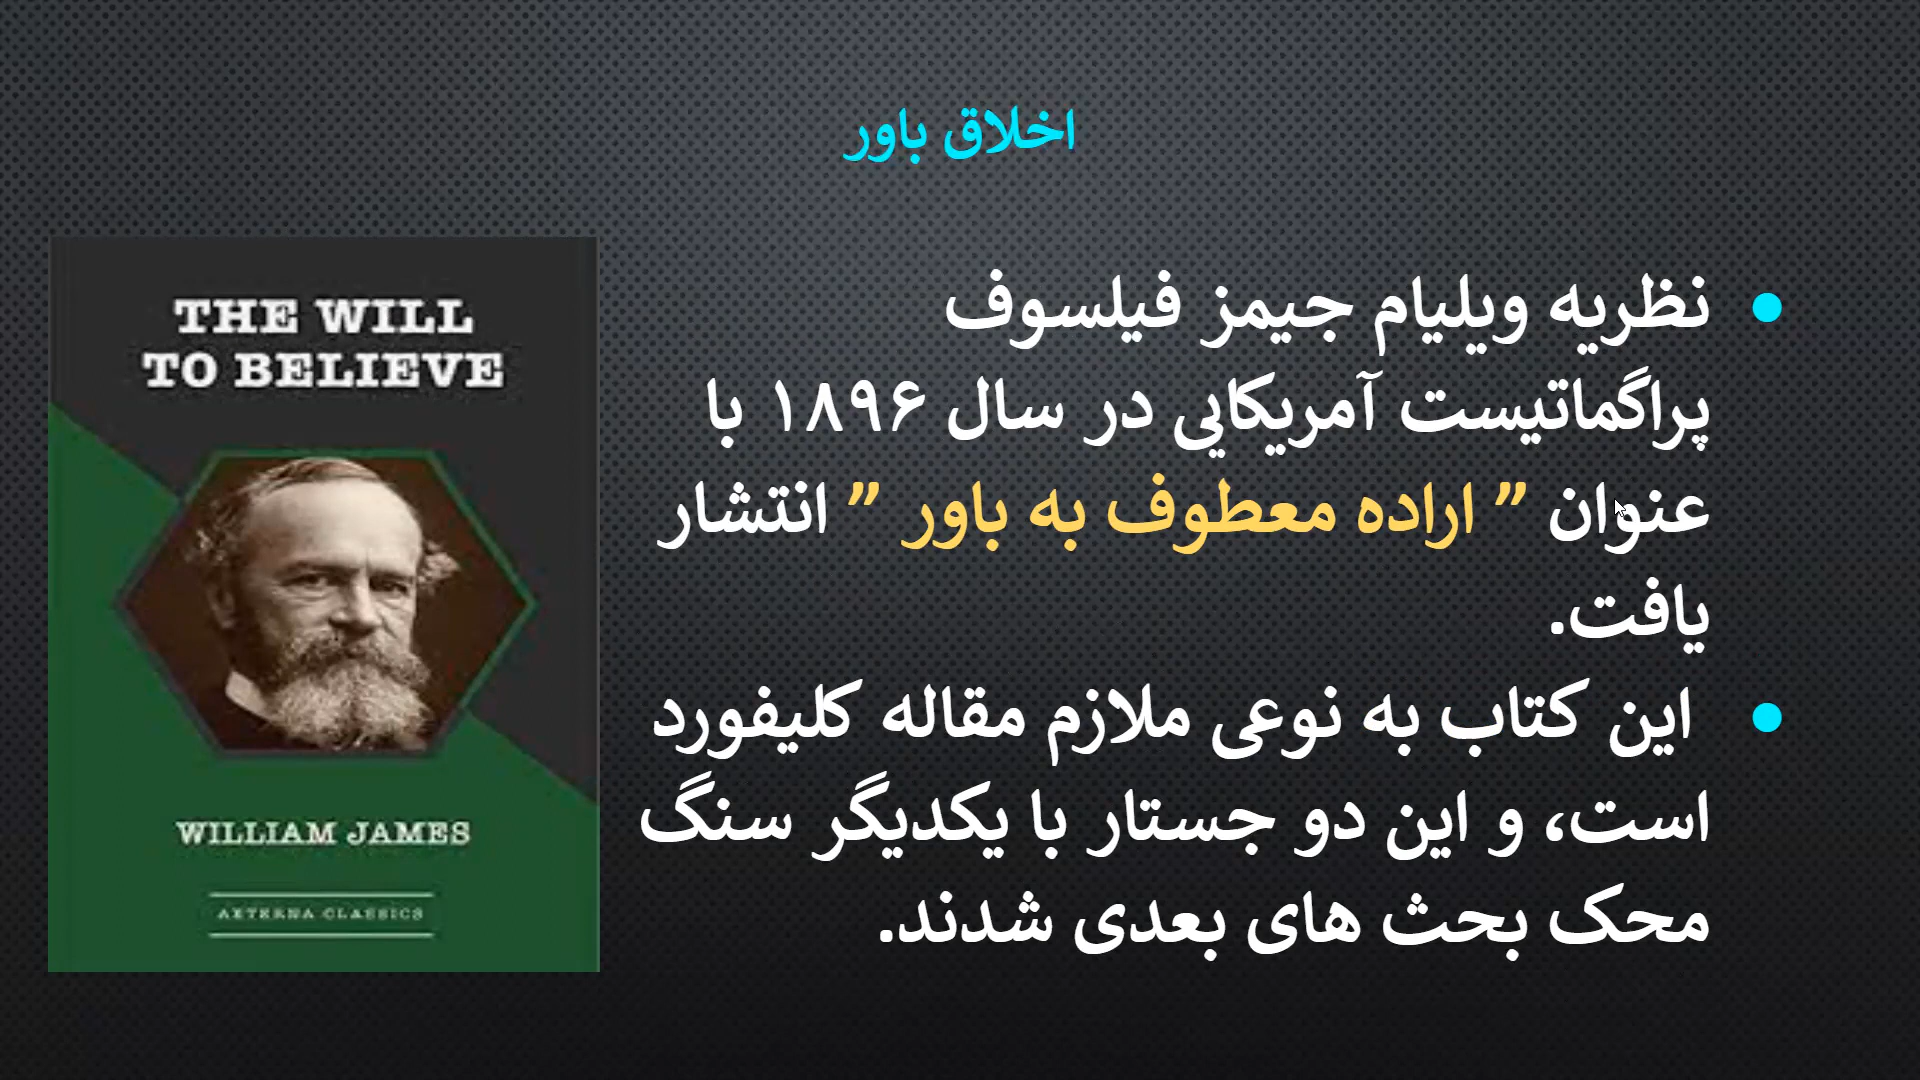 اخلاق باور
نظریه ویلیام جیمز فیلسوف
پراگماتیست آمریکایی در سال ۱۸۹۶ با
عنوان ” اراده معطوف به باور ” انتشار
یافت.
این کتاب به نوعی ملازم مقاله کلیفورد
است، و این دو جستار با یکدیگر سنگ
محک بحث های بعدی شدند.
THE WILL
TO BELIEVE
WILLIAM JAMES
AETERNA CLASSICS